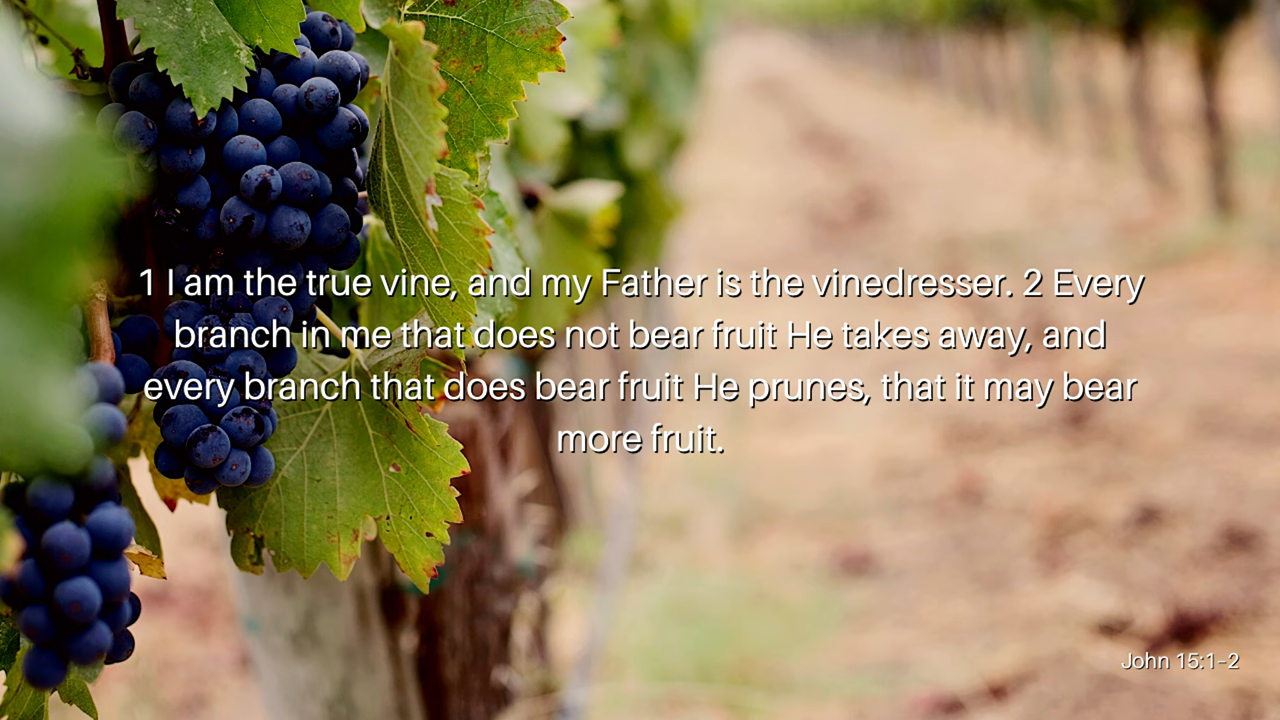 1 I am the true vine, and my Father is the vinedresser. 2 Every
branch in me that does not bear fruit He takes away, and
every branch that does bear fruit He prunes, that it may bear
more fruit.
John 15:1-2